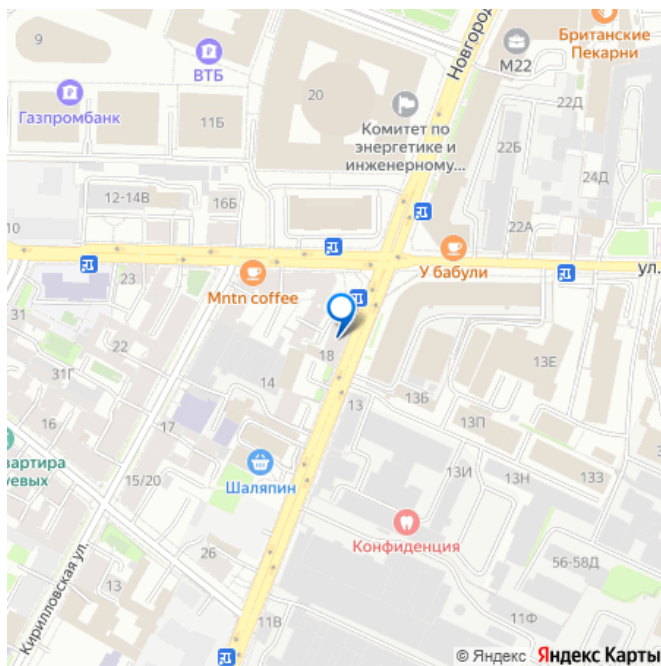 9
ВТБ
Газпромбанк
11Б
20
Новгород
М22
Британские
Пекарни
22Д
Комитет по
энергетике и
инженерному...
22Б
24Д
12-14В
16Б
10
22А
У бабули
ул.
23
Mntn coffee
22
31Г
18
14
13Е
16
17
13
13Б
13П
вартира
уевых
15/20
Шаляпин
13И
13Н
13З
Конфиденция
26
56-58Д
Кирилловская ул.
13
11В
11Ф
© Яндекс Яндекс Карты